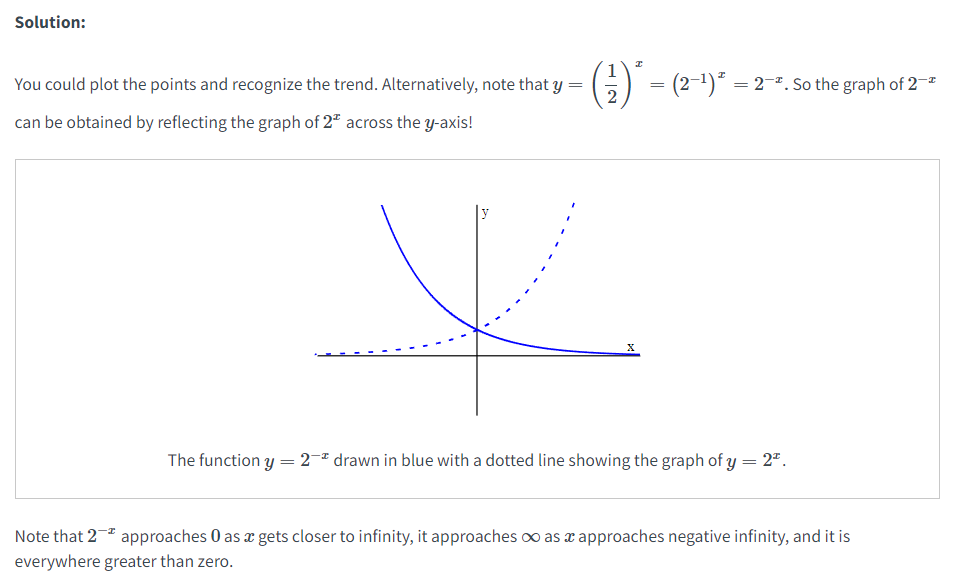 Solution:
You could plot the points and recognize the trend. Alternatively, note that y = (1/2)^x = (2^−1)^x = 2^−x. So the graph of 2^−x
can be obtained by reflecting the graph of 2^x across the y-axis!
y
x
The function y = 2^−x drawn in blue with a dotted line showing the graph of y = 2^x.
Note that 2^−x approaches 0 as x gets closer to infinity, it approaches ∞ as x approaches negative infinity, and it is
everywhere greater than zero.